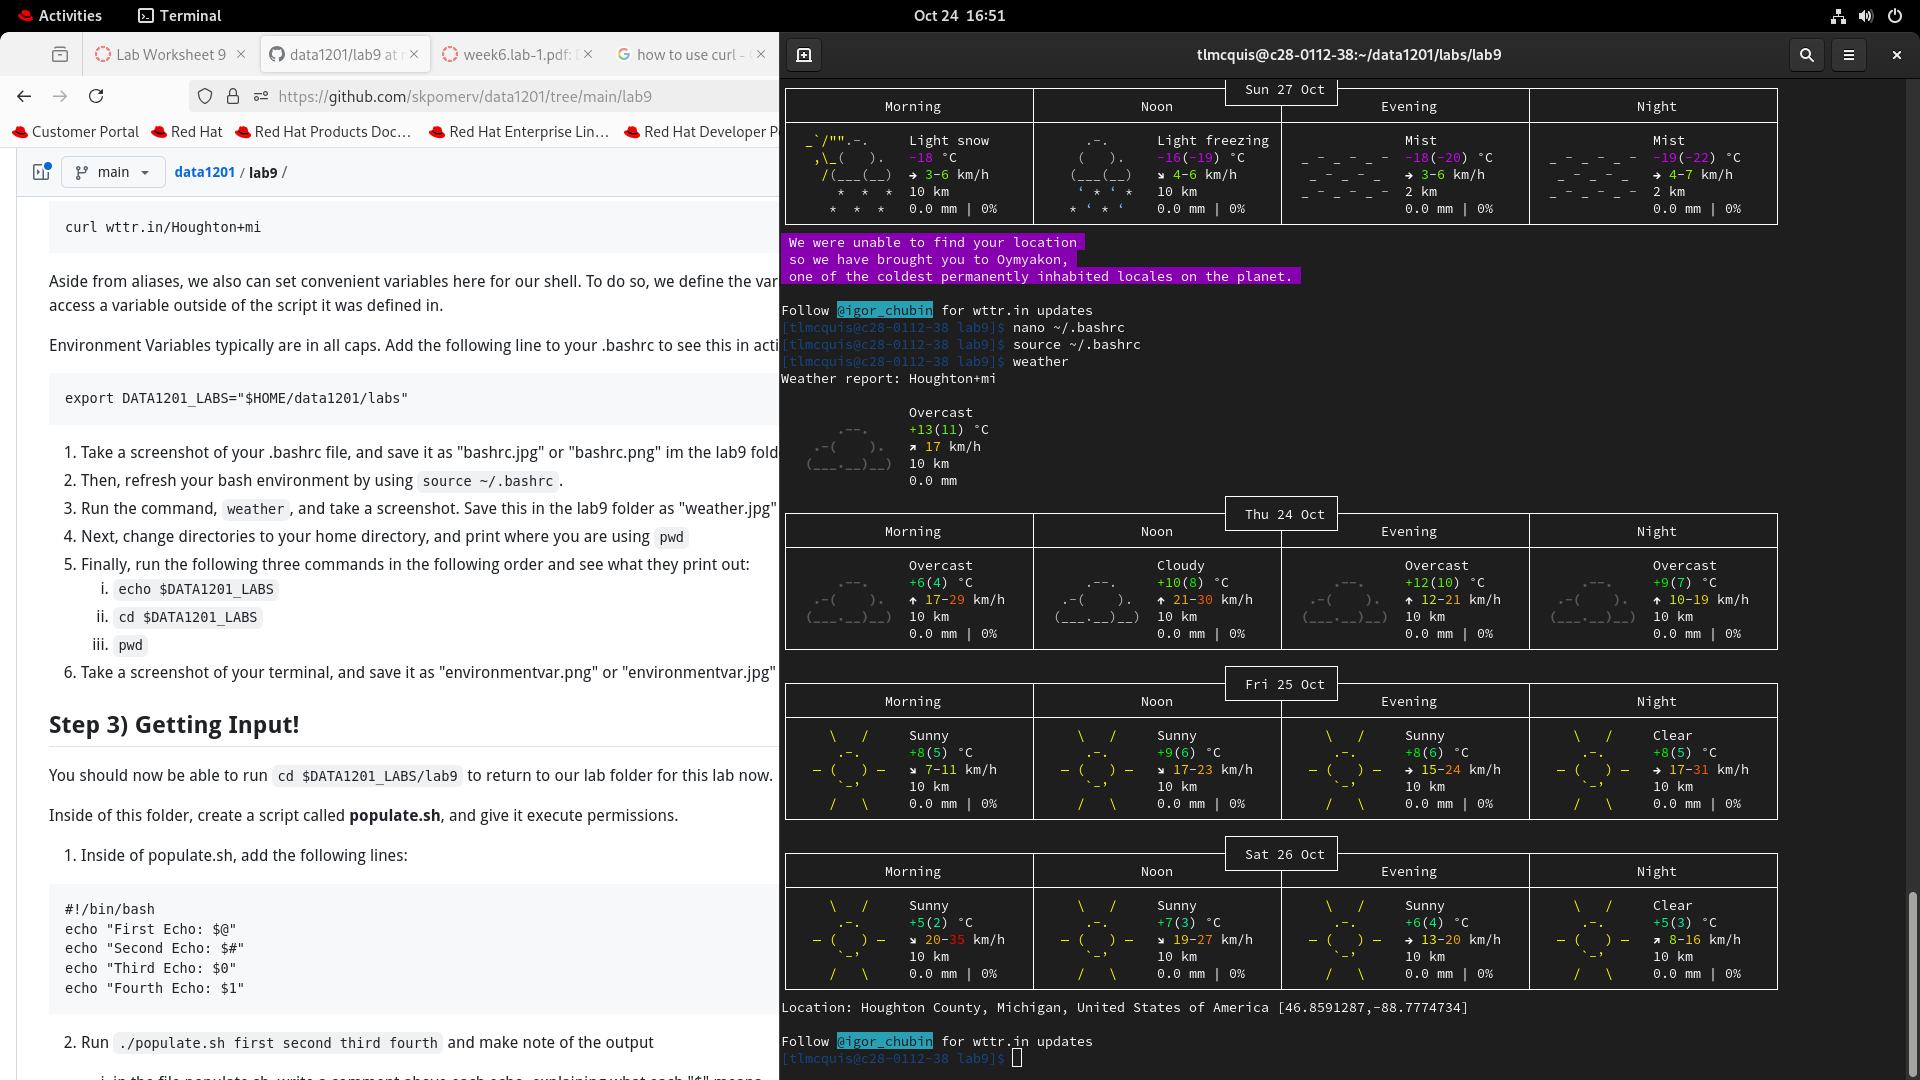 Activities
Terminal
Oct 24 16:51
Lab Worksheet 9
data1201/lab9 at
week6.lab-1.pdf:
how to use curl -
https://github.com/skpomerv/data1201/tree/main/lab9
Customer Portal
Red Hat
Red Hat Products Doc…
Red Hat Enterprise Lin…
Red Hat Developer P
main
data1201 / lab9 /
curl wttr.in/Houghton+mi
Aside from aliases, we also can set convenient variables here for our shell. To do so, we define the var
access a variable outside of the script it was defined in.
Environment Variables typically are in all caps. Add the following line to your .bashrc to see this in acti
export DATA1201_LABS="$HOME/data1201/labs"
1. Take a screenshot of your .bashrc file, and save it as "bashrc.jpg" or "bashrc.png" im the lab9 fold
2. Then, refresh your bash environment by using source ~/.bashrc.
3. Run the command, weather, and take a screenshot. Save this in the lab9 folder as "weather.jpg"
4. Next, change directories to your home directory, and print where you are using pwd
5. Finally, run the following three commands in the following order and see what they print out:
i. echo $DATA1201_LABS
ii. cd $DATA1201_LABS
iii. pwd
6. Take a screenshot of your terminal, and save it as "environmentvar.png" or "environmentvar.jpg"
Step 3) Getting Input!
You should now be able to run cd $DATA1201_LABS/lab9 to return to our lab folder for this lab now.
Inside of this folder, create a script called populate.sh, and give it execute permissions.
1. Inside of populate.sh, add the following lines:
#!/bin/bash
echo "First Echo: $@"
echo "Second Echo: $#"
echo "Third Echo: $0"
echo "Fourth Echo: $1"
2. Run ./populate.sh first second third fourth and make note of the output
tlmcquis@c28-0112-38:~/data1201/labs/lab9
Sun 27 Oct
Morning Noon Evening Night
Light snow Light freezing Mist Mist
-18 °C -16(-19) °C -18(-20) °C -19(-22) °C
→ 3-6 km/h ↘ 4-6 km/h → 3-6 km/h → 4-7 km/h
10 km 10 km 2 km 2 km
0.0 mm | 0% 0.0 mm | 0% 0.0 mm | 0% 0.0 mm | 0%
We were unable to find your location
so we have brought you to Oymyakon,
one of the coldest permanently inhabited locales on the planet.
Follow @igor_chubin for wttr.in updates
[tlmcquis@c28-0112-38 lab9]$ nano ~/.bashrc
[tlmcquis@c28-0112-38 lab9]$ source ~/.bashrc
[tlmcquis@c28-0112-38 lab9]$ weather
Weather report: Houghton+mi
Overcast
+13(11) °C
↗ 17 km/h
10 km
0.0 mm
Thu 24 Oct
Morning Noon Evening Night
Overcast Cloudy Overcast Overcast
+6(4) °C +10(8) °C +12(10) °C +9(7) °C
↑ 17-29 km/h ↑ 21-30 km/h ↑ 12-21 km/h ↑ 10-19 km/h
10 km 10 km 10 km 10 km
0.0 mm | 0% 0.0 mm | 0% 0.0 mm | 0% 0.0 mm | 0%
Fri 25 Oct
Morning Noon Evening Night
Sunny Sunny Sunny Clear
+8(5) °C +9(6) °C +8(6) °C +8(5) °C
↘ 7-11 km/h ↘ 17-23 km/h → 15-24 km/h → 17-31 km/h
10 km 10 km 10 km 10 km
0.0 mm | 0% 0.0 mm | 0% 0.0 mm | 0% 0.0 mm | 0%
Sat 26 Oct
Morning Noon Evening Night
Sunny Sunny Sunny Clear
+5(2) °C +7(3) °C +6(4) °C +5(3) °C
↘ 20-35 km/h ↘ 19-27 km/h → 13-20 km/h ↗ 8-16 km/h
10 km 10 km 10 km 10 km
0.0 mm | 0% 0.0 mm | 0% 0.0 mm | 0% 0.0 mm | 0%
Location: Houghton County, Michigan, United States of America [46.8591287,-88.7774734]
Follow @igor_chubin for wttr.in updates
[tlmcquis@c28-0112-38 lab9]$